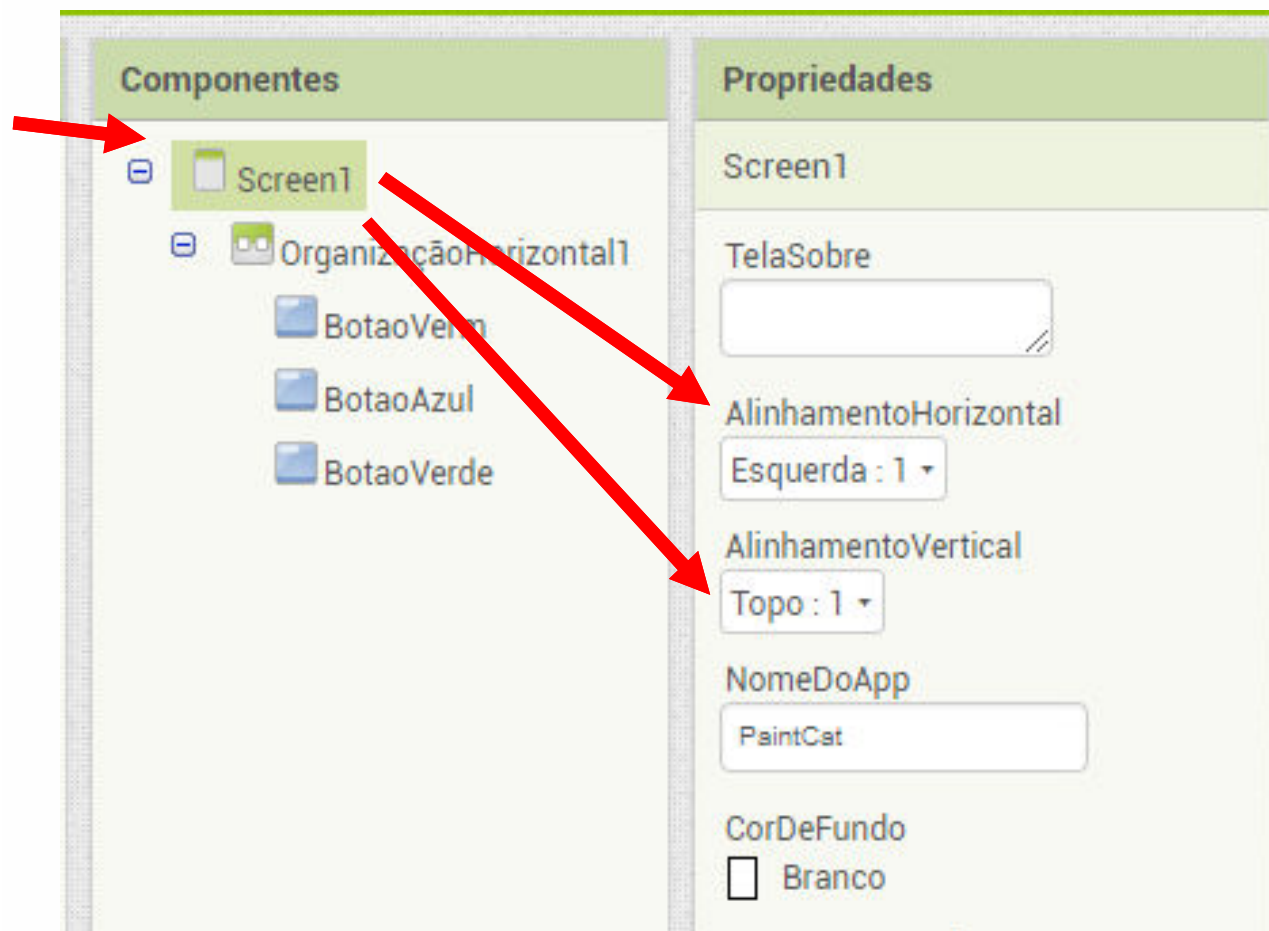 Componentes
Screen1
OrganizaçãoHorizontal1
BotaoVerm
BotaoAzul
BotaoVerde
Propriedades
Screen1
TelaSobre
AlinhamentoHorizontal
Esquerda : 1
AlinhamentoVertical
Topo : 1
NomeDoApp
PaintCat
CorDeFundo
Branco